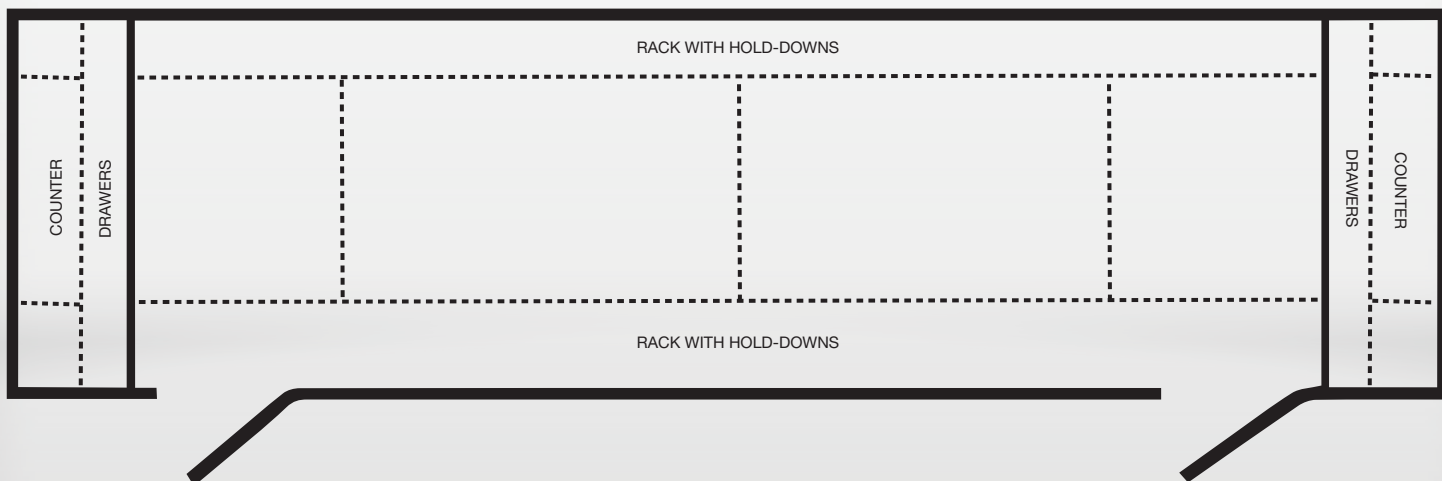 RACK WITH HOLD-DOWNS
COUNTER
DRAWERS
DRAWERS
COUNTER
RACK WITH HOLD-DOWNS